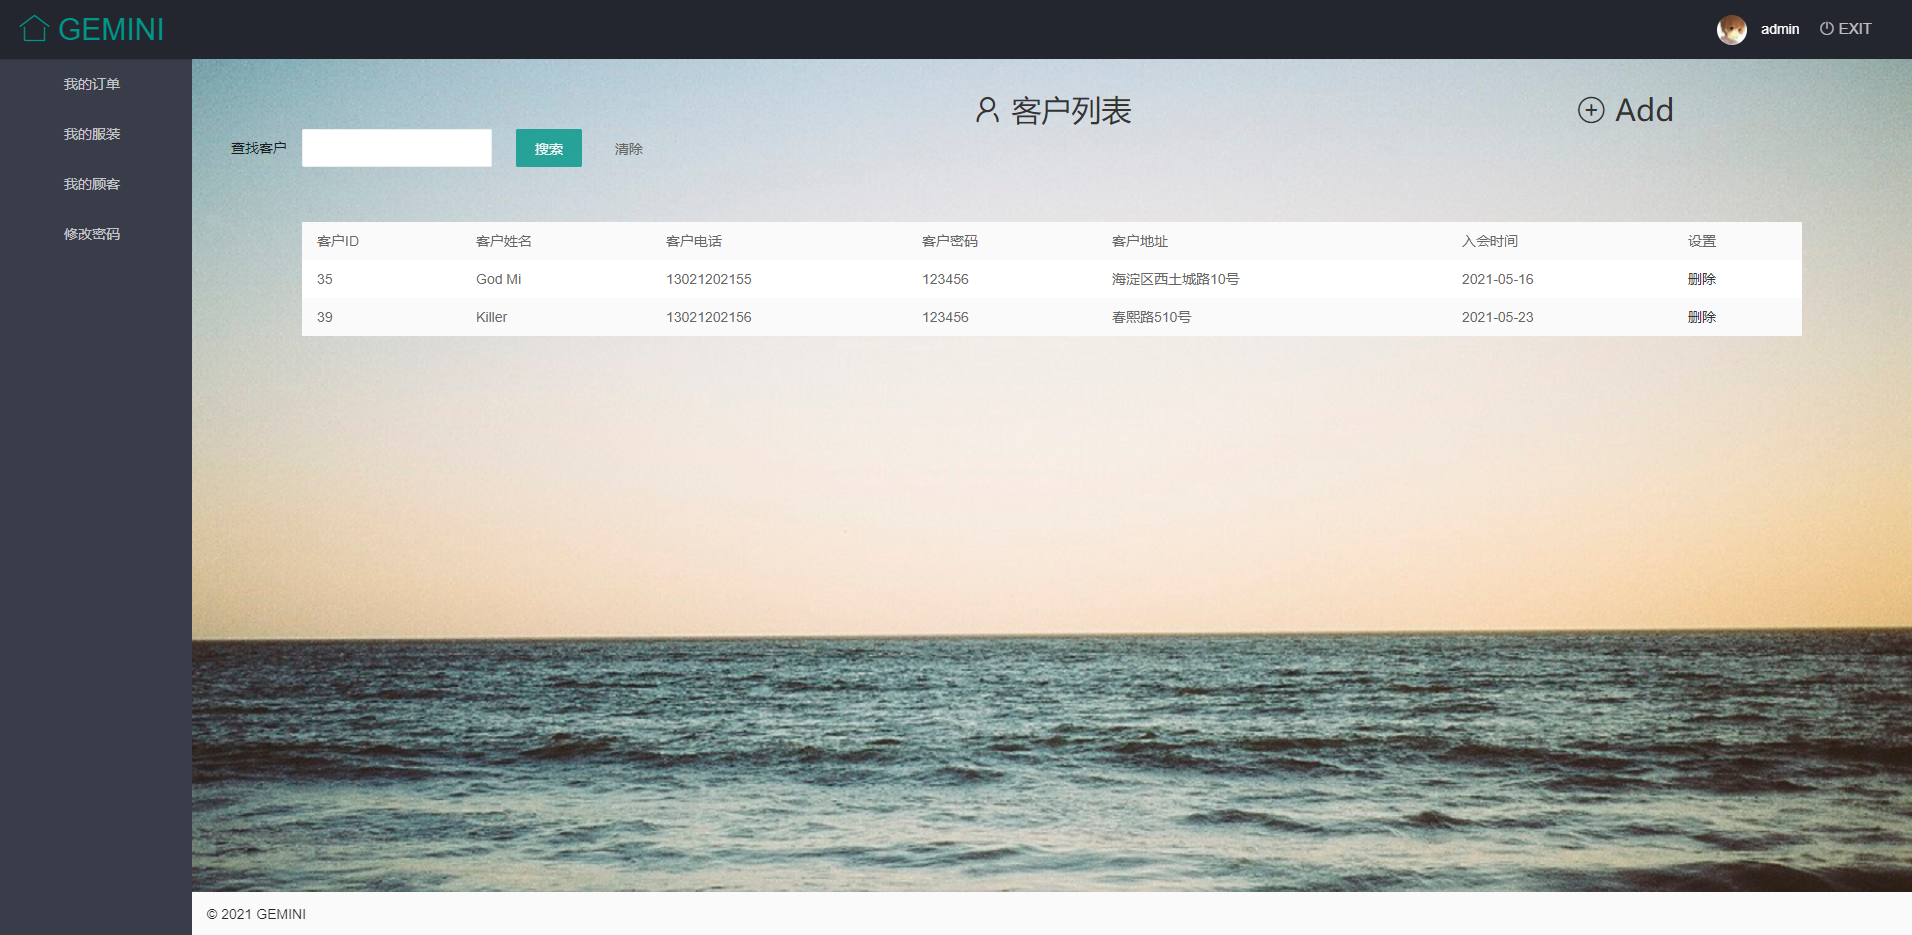 GEMINI
admin
EXIT
我的订单
我的服装
我的顾客
修改密码
客户列表
Add
查找客户
搜索
清除
客户ID 客户姓名 客户电话 客户密码 客户地址 入会时间 设置
35 God Mi 13021202155 123456 海淀区西土城路10号 2021-05-16 删除
39 Killer 13021202156 123456 春熙路510号 2021-05-23 删除
© 2021 GEMINI